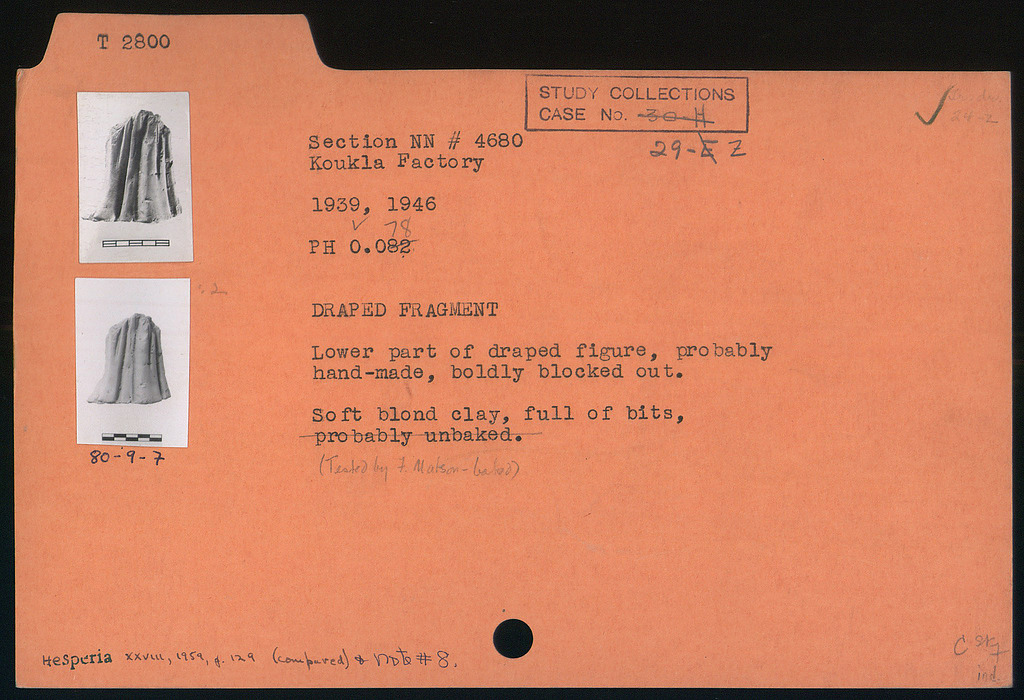 T 2800
STUDY COLLECTIONS
CASE No. 30-H
29-E Z
24-2
Section NN # 4680
Koukla Factory
1939, 1946
78
PH 0.082
DRAPED FRAGMENT
Lower part of draped figure, probably
hand-made, boldly blocked out.
Soft blond clay, full of bits,
probably unbaked.
(Tested by F. Matson - baked)
80-9-7
Hesperia XXVIII, 1959, p. 129 (compared) & note # 8.